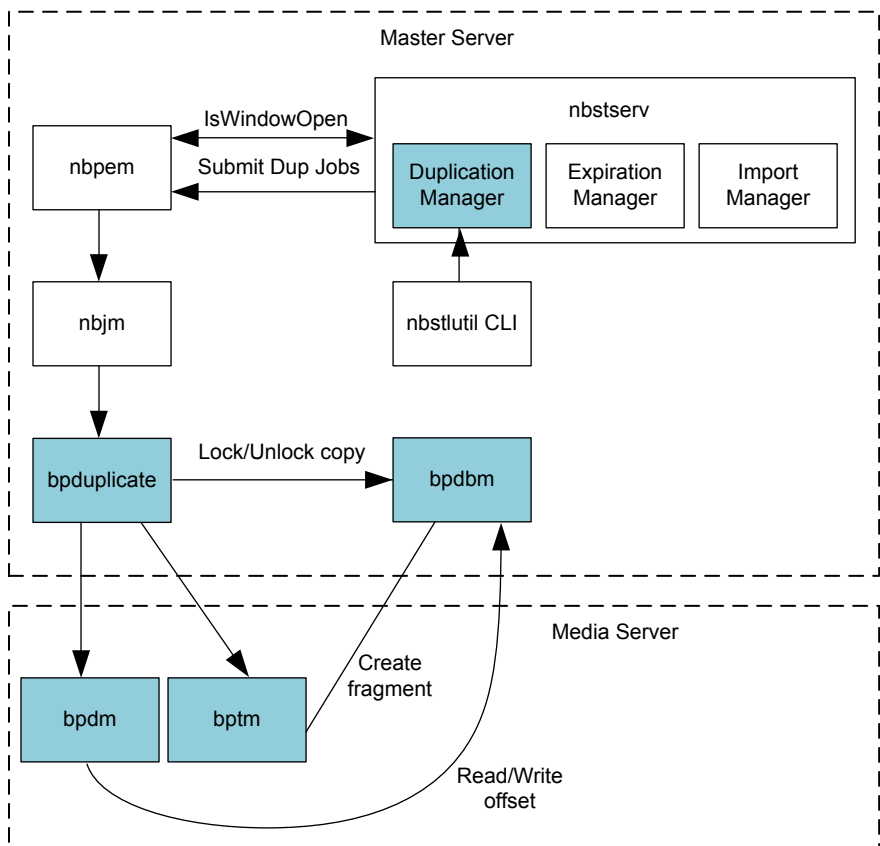 Master Server
nbstserv
IsWindowOpen
nbpem
Submit Dup Jobs
Duplication
Manager
Expiration
Manager
Import
Manager
nbjm
nbstlutil CLI
Lock/Unlock copy
bpduplicate
bpdbm
Media Server
Create
fragment
bpdm
bptm
Read/Write
offset